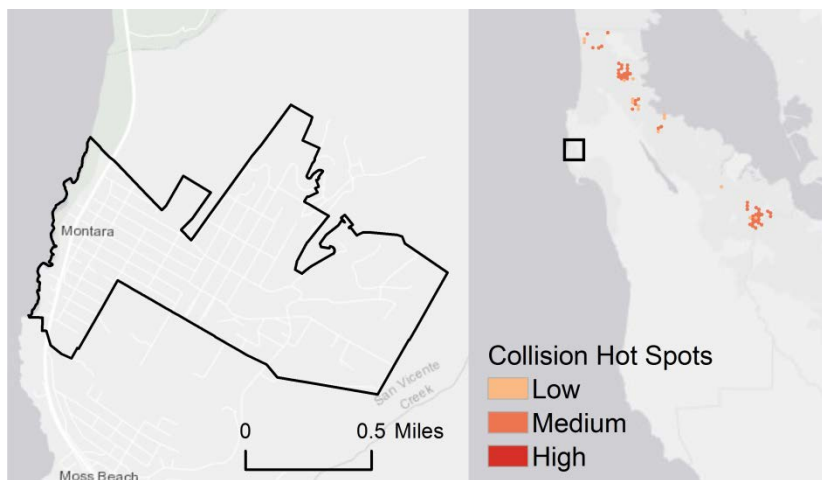 Montara
San Vicente
Creek
0 0.5 Miles
Moss Beach
Collision Hot Spots
Low
Medium
High